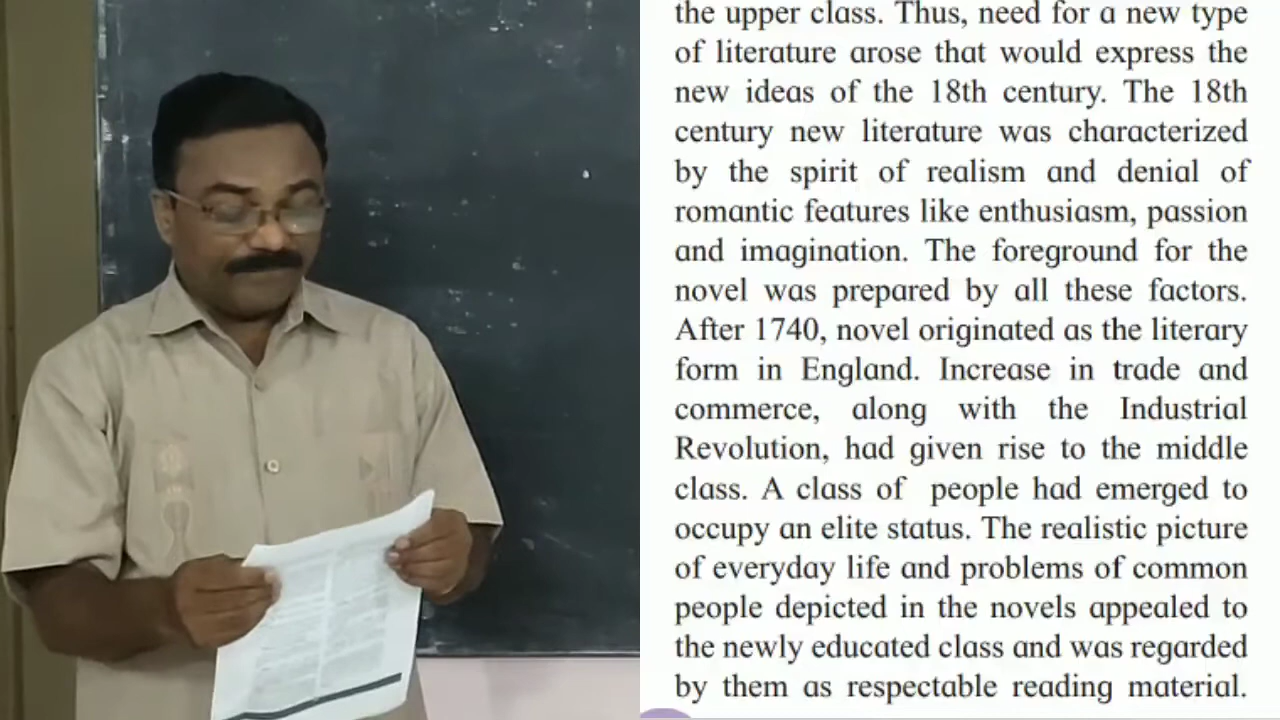 the upper class. Thus, need for a new type
of literature arose that would express the
new ideas of the 18th century. The 18th
century new literature was characterized
by the spirit of realism and denial of
romantic features like enthusiasm, passion
and imagination. The foreground for the
novel was prepared by all these factors.
After 1740, novel originated as the literary
form in England. Increase in trade and
commerce, along with the Industrial
Revolution, had given rise to the middle
class. A class of people had emerged to
occupy an elite status. The realistic picture
of everyday life and problems of common
people depicted in the novels appealed to
the newly educated class and was regarded
by them as respectable reading material.